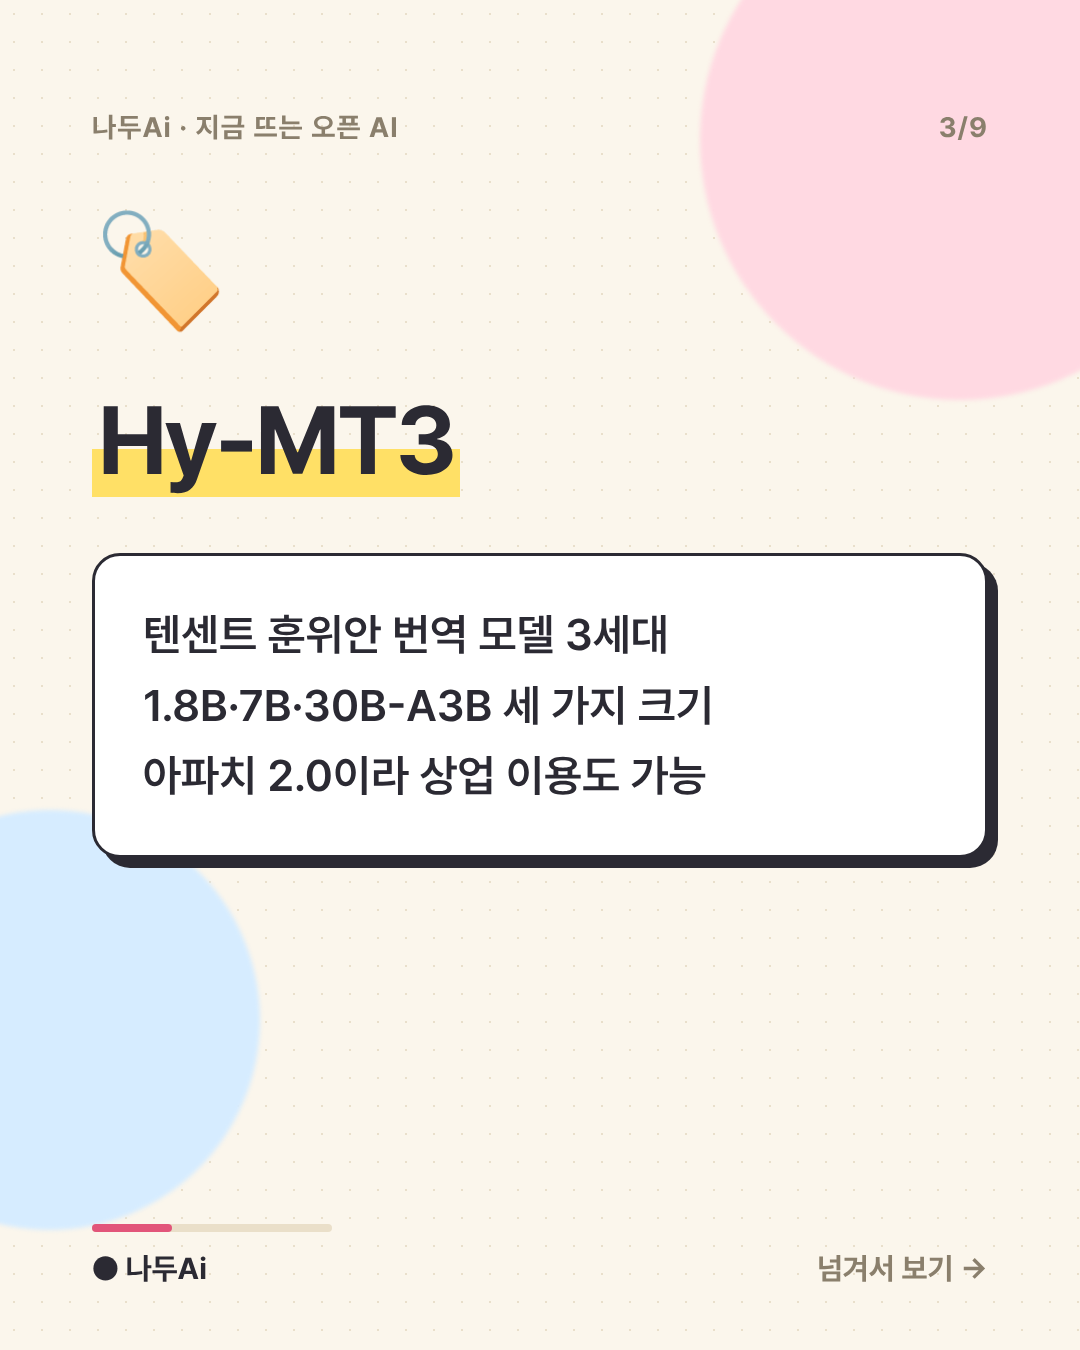 나두Ai · 지금 뜨는 오픈 AI
3/9
Hy-MT3
텐센트 훈위안 번역 모델 3세대
1.8B·7B·30B-A3B 세 가지 크기
아파치 2.0이라 상업 이용도 가능
나두Ai
넘겨서 보기 →